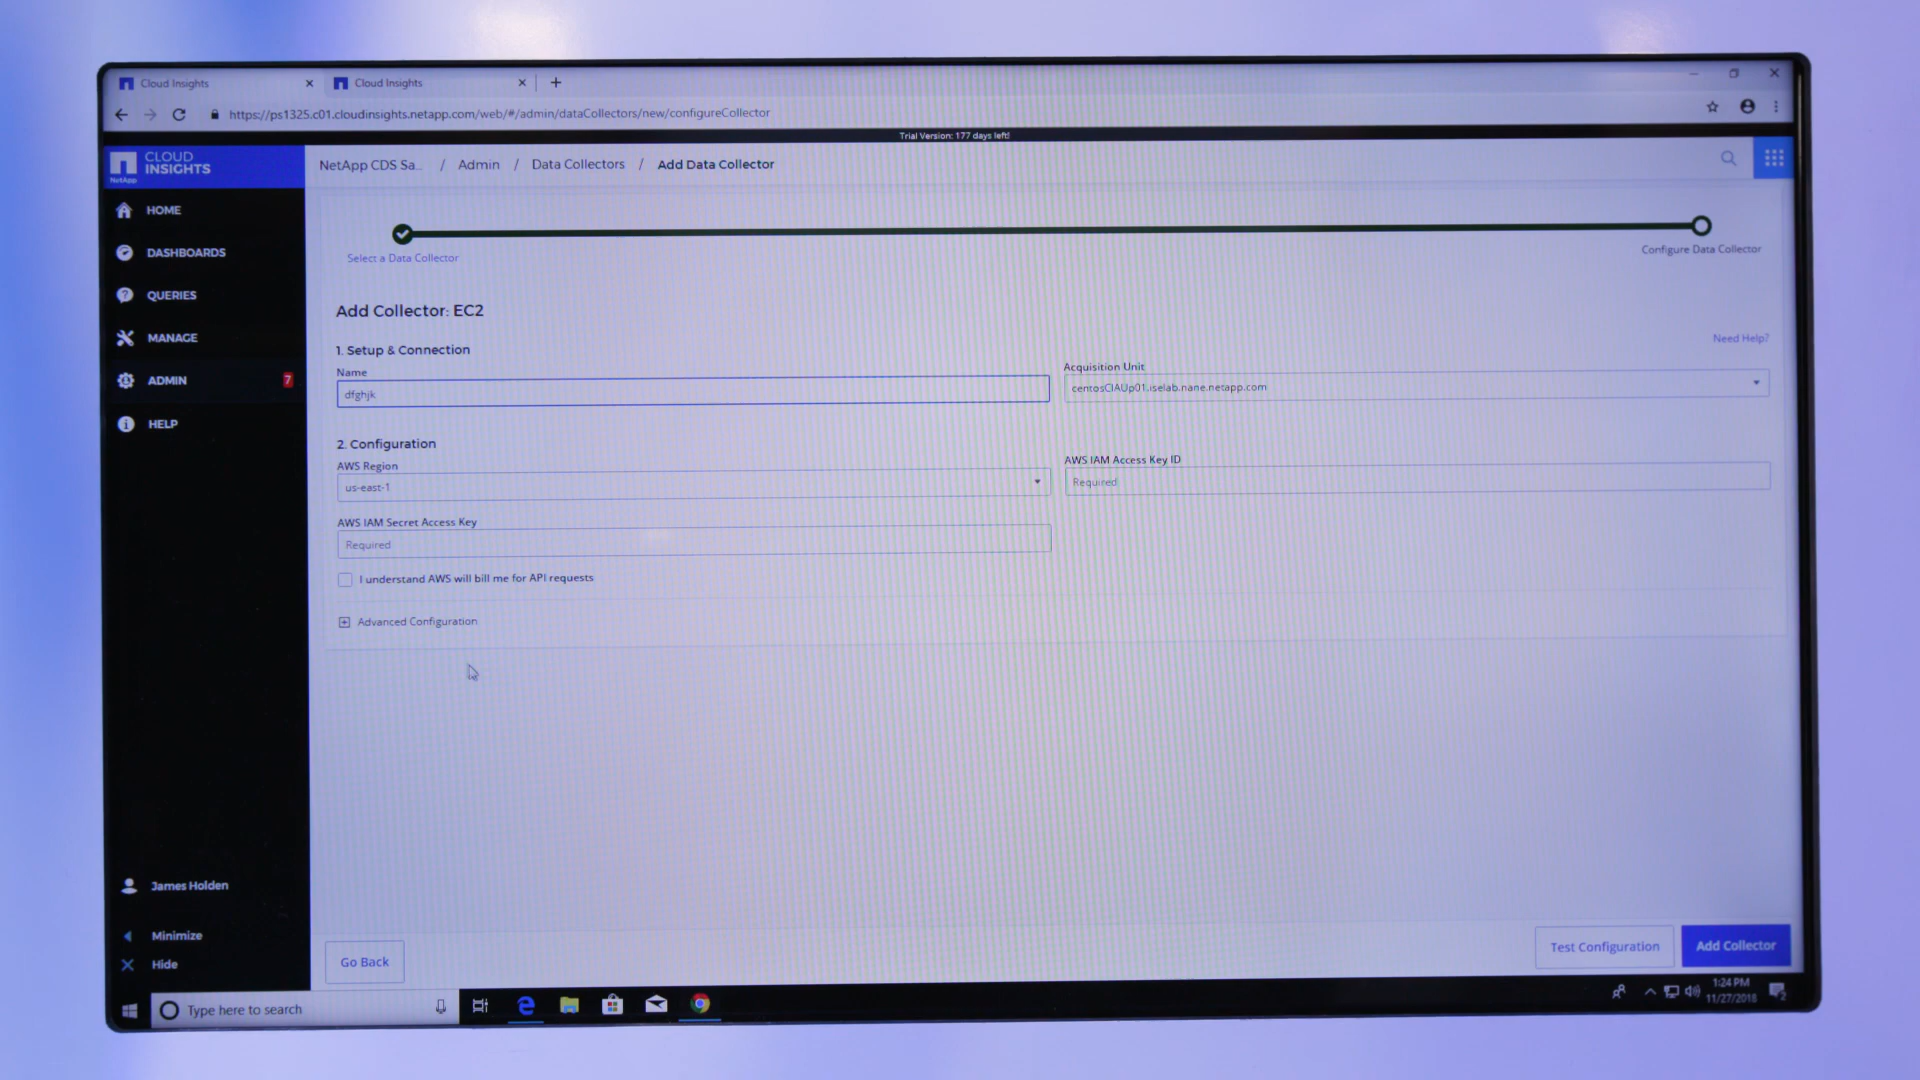 Cloud Insights
Cloud Insights
https://ps1325.c01.cloudinsights.netapp.com/web/#/admin/dataCollectors/new/configureCollector
Trial Version: 177 days left!
NetApp
CLOUD
INSIGHTS
NetApp CDS Sa... / Admin / Data Collectors / Add Data Collector
HOME
DASHBOARDS
QUERIES
MANAGE
ADMIN 7
HELP
Select a Data Collector
Configure Data Collector
Add Collector: EC2
Need Help?
1. Setup & Connection
Name
dfghjk
Acquisition Unit
centosCIAUp01.iselab.nane.netapp.com
2. Configuration
AWS Region
us-east-1
AWS IAM Access Key ID
Required
AWS IAM Secret Access Key
Required
I understand AWS will bill me for API requests
Advanced Configuration
James Holden
Minimize
Hide
Go Back
Test Configuration
Add Collector
Type here to search
1:24 PM
11/27/2018
2